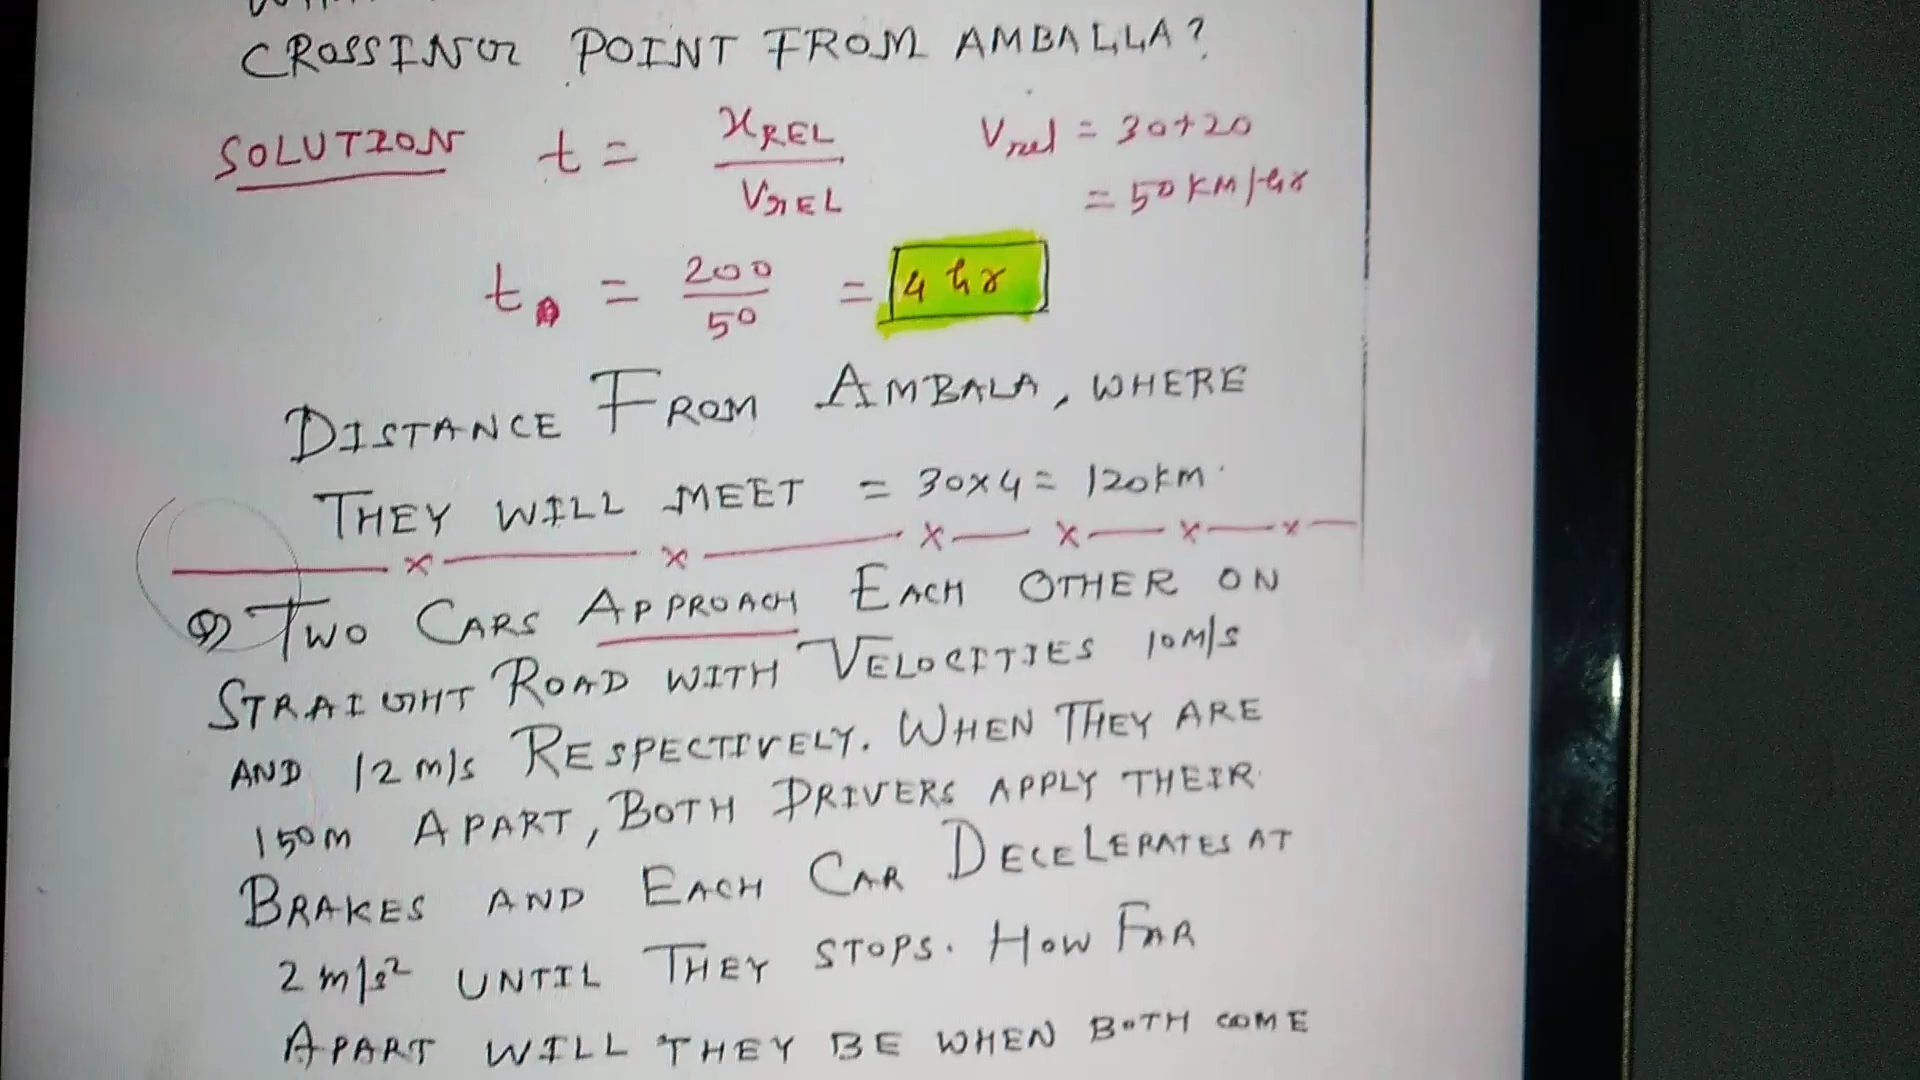 CROSSING POINT FROM AMBALLA?
SOLUTION t = xREL / VREL Vrel = 30+20
= 50 KM/hr
t = 200 / 50 = 4 hr
DISTANCE FROM AMBALA, WHERE
THEY WILL MEET = 30x4 = 120KM.
x x x x x x
Q) TWO CARS APPROACH EACH OTHER ON
STRAIGHT ROAD WITH VELOCITIES 10M/S
AND 12 m/s RESPECTIVELY. WHEN THEY ARE
150m APART, BOTH DRIVERS APPLY THEIR
BRAKES AND EACH CAR DECELERATES AT
2 m/s² UNTIL THEY STOPS. HOW FAR
APART WILL THEY BE WHEN BOTH COME